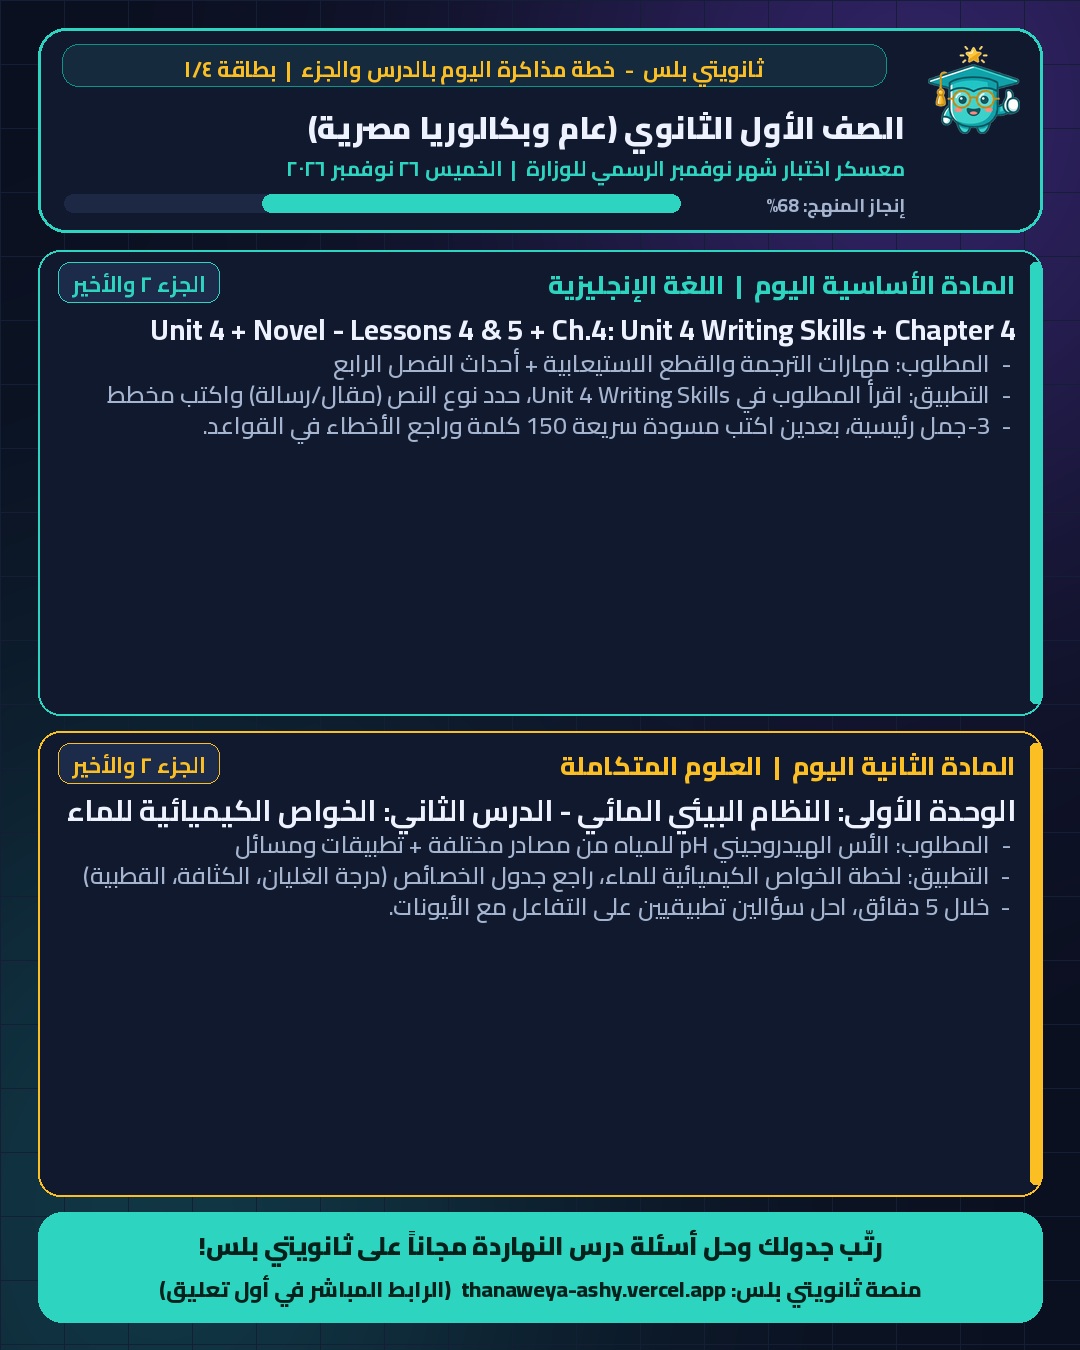 ثانويتي بلس - خطة مذاكرة اليوم بالدرس والجزء | بطاقة ١/٤
الصف الأول الثانوي (عام وبكالوريا مصرية)
معسكر اختبار شهر نوفمبر الرسمي للوزارة | الخميس ٢٦ نوفمبر ٢٠٢٦
إنجاز المنهج: 68%
المادة الأساسية اليوم | اللغة الإنجليزية
الجزء ٢ والأخير
Unit 4 + Novel - Lessons 4 & 5 + Ch.4: Unit 4 Writing Skills + Chapter 4
- المطلوب: مهارات الترجمة والقطع الاستيعابية + أحداث الفصل الرابع
- التطبيق: اقرأ المطلوب في Unit 4 Writing Skills، حدد نوع النص (مقال/رسالة) واكتب مخطط
- 3-جمل رئيسية، بعدين اكتب مسودة سريعة 150 كلمة وراجع الأخطاء في القواعد.
المادة الثانية اليوم | العلوم المتكاملة
الجزء ٢ والأخير
الوحدة الأولى: النظام البيئي المائي - الدرس الثاني: الخواص الكيميائية للماء
- المطلوب: الأس الهيدروجيني pH للمياه من مصادر مختلفة + تطبيقات ومسائل
- التطبيق: لخطة الخواص الكيميائية للماء، راجع جدول الخصائص (درجة الغليان، الكثافة، القطبية)
- خلال 5 دقائق، احل سؤالين تطبيقيين على التفاعل مع الأيونات.
رتّب جدولك وحل أسئلة درس النهاردة مجاناً على ثانويتي بلس!
منصة ثانويتي بلس: thanaweya-ashy.vercel.app (الرابط المباشر في أول تعليق)